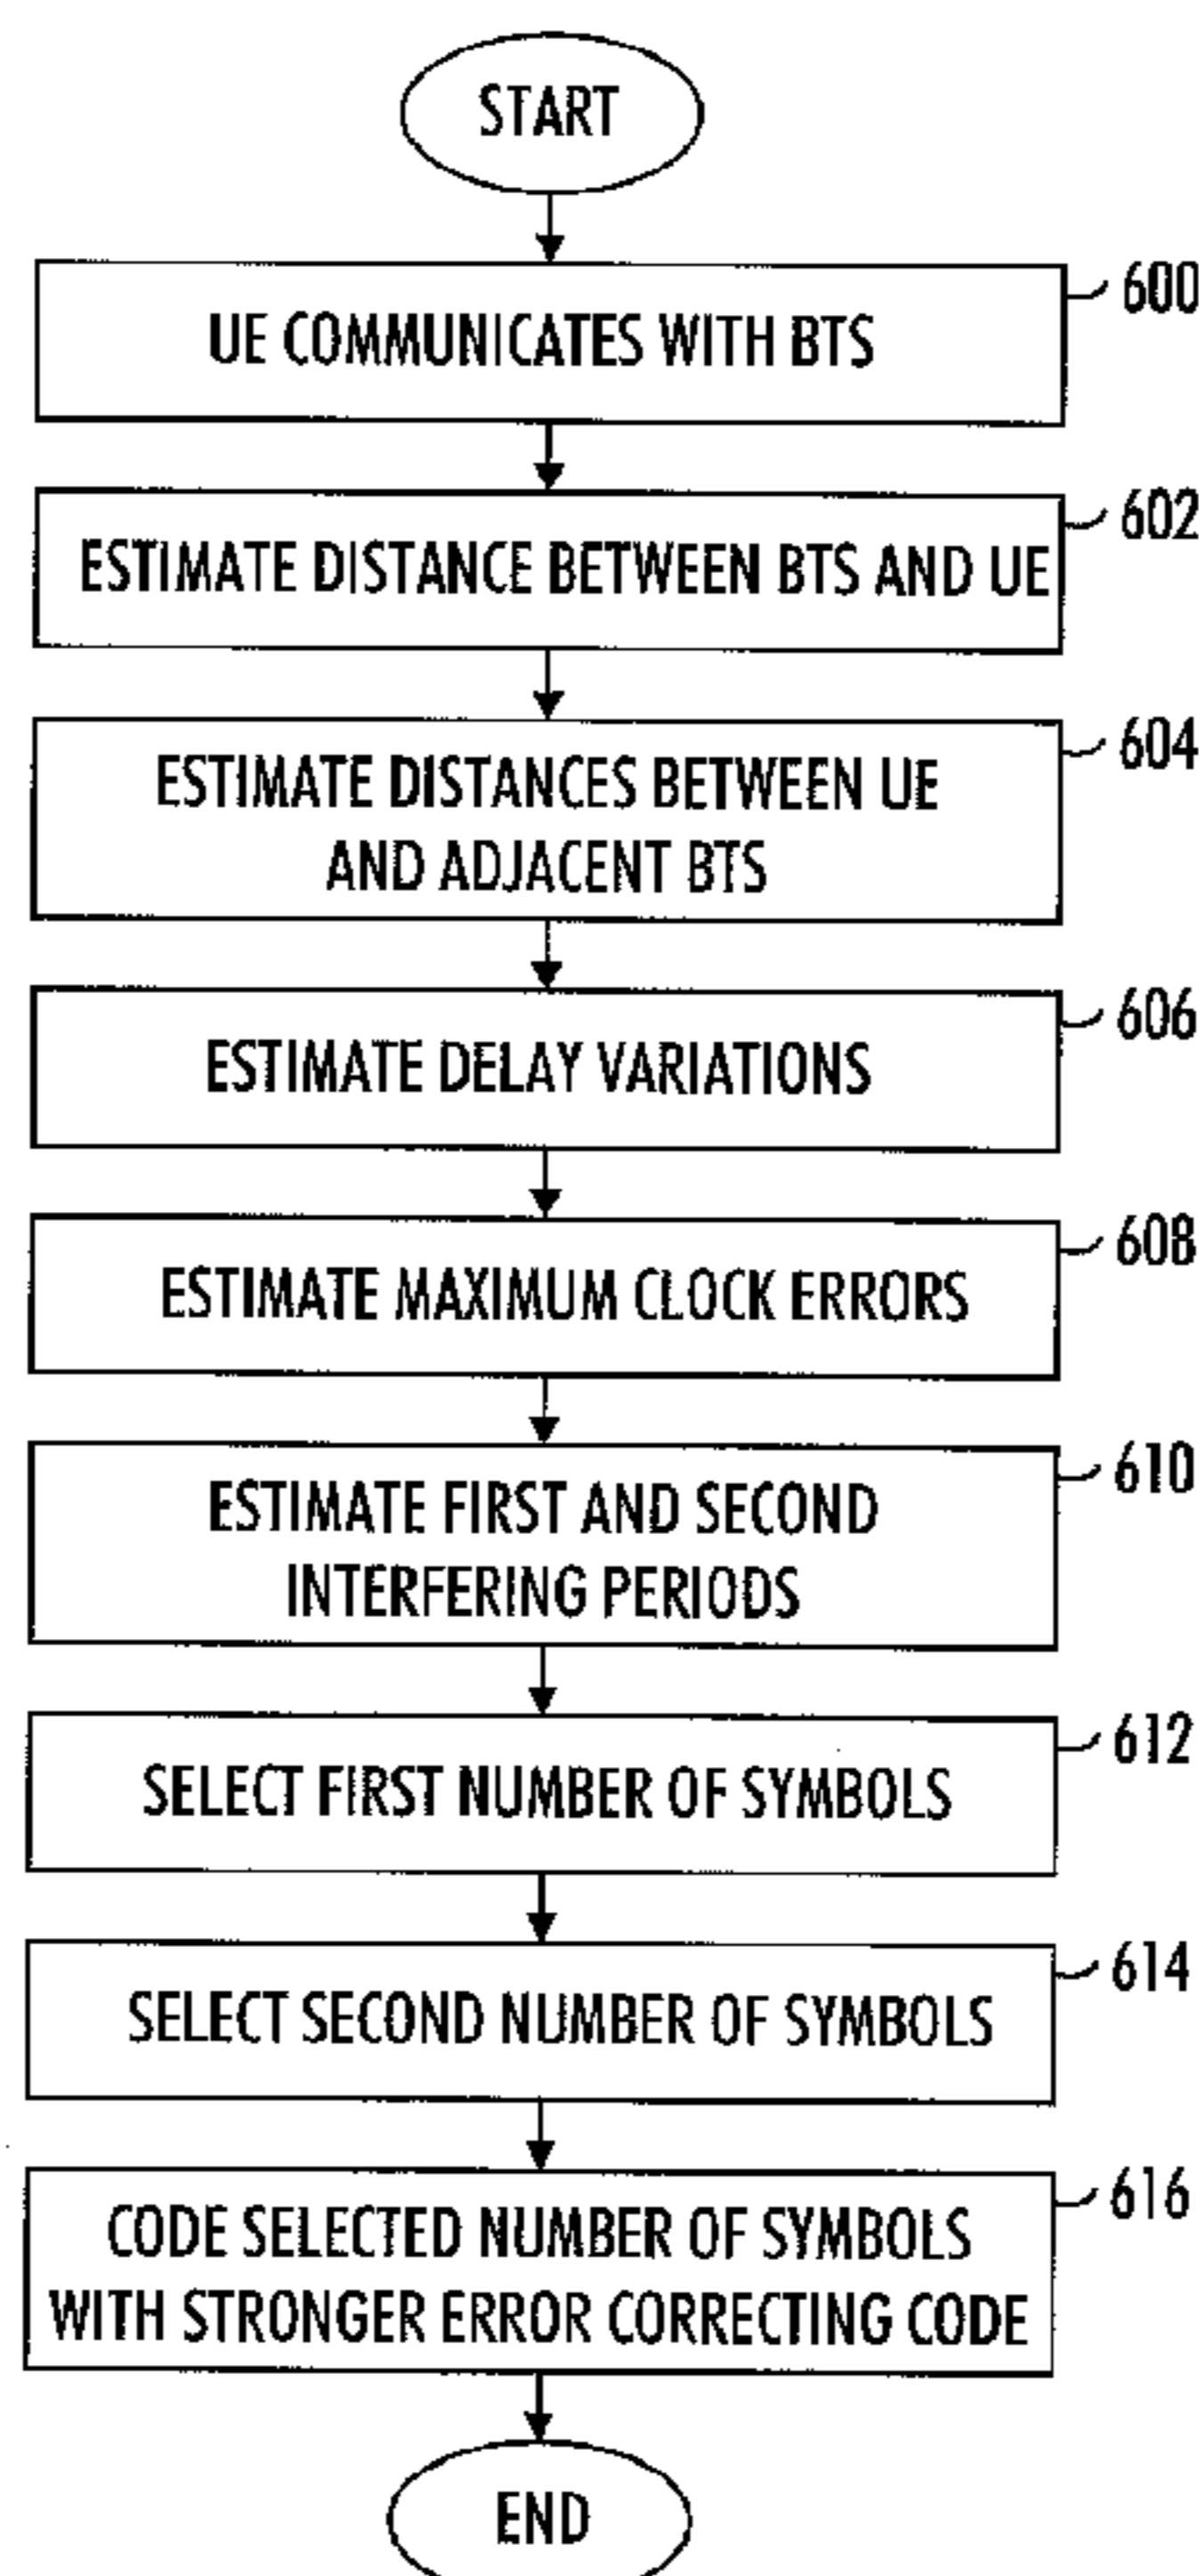 START
600
UE COMMUNICATES WITH BTS
602
ESTIMATE DISTANCE BETWEEN BTS AND UE
604
ESTIMATE DISTANCES BETWEEN UE
AND ADJACENT BTS
606
ESTIMATE DELAY VARIATIONS
608
ESTIMATE MAXIMUM CLOCK ERRORS
610
ESTIMATE FIRST AND SECOND
INTERFERING PERIODS
612
SELECT FIRST NUMBER OF SYMBOLS
614
SELECT SECOND NUMBER OF SYMBOLS
616
CODE SELECTED NUMBER OF SYMBOLS
WITH STRONGER ERROR CORRECTING CODE
END